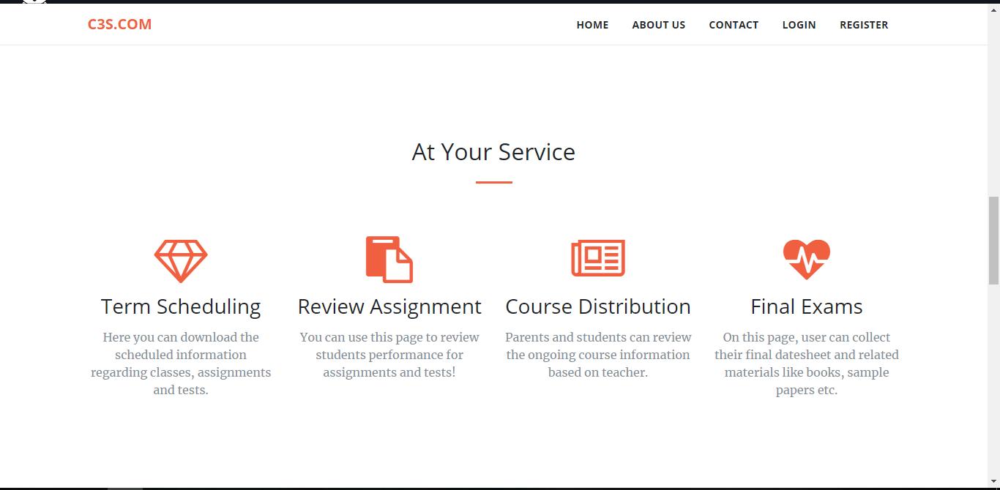 C3S.COM
HOME ABOUT US CONTACT LOGIN REGISTER
At Your Service
Term Scheduling
Here you can download the
scheduled information
regarding classes, assignments
and tests.
Review Assignment
You can use this page to review
students performance for
assignments and tests!
Course Distribution
Parents and students can review
the ongoing course information
based on teacher.
Final Exams
On this page, user can collect
their final datesheet and related
materials like books, sample
papers etc.